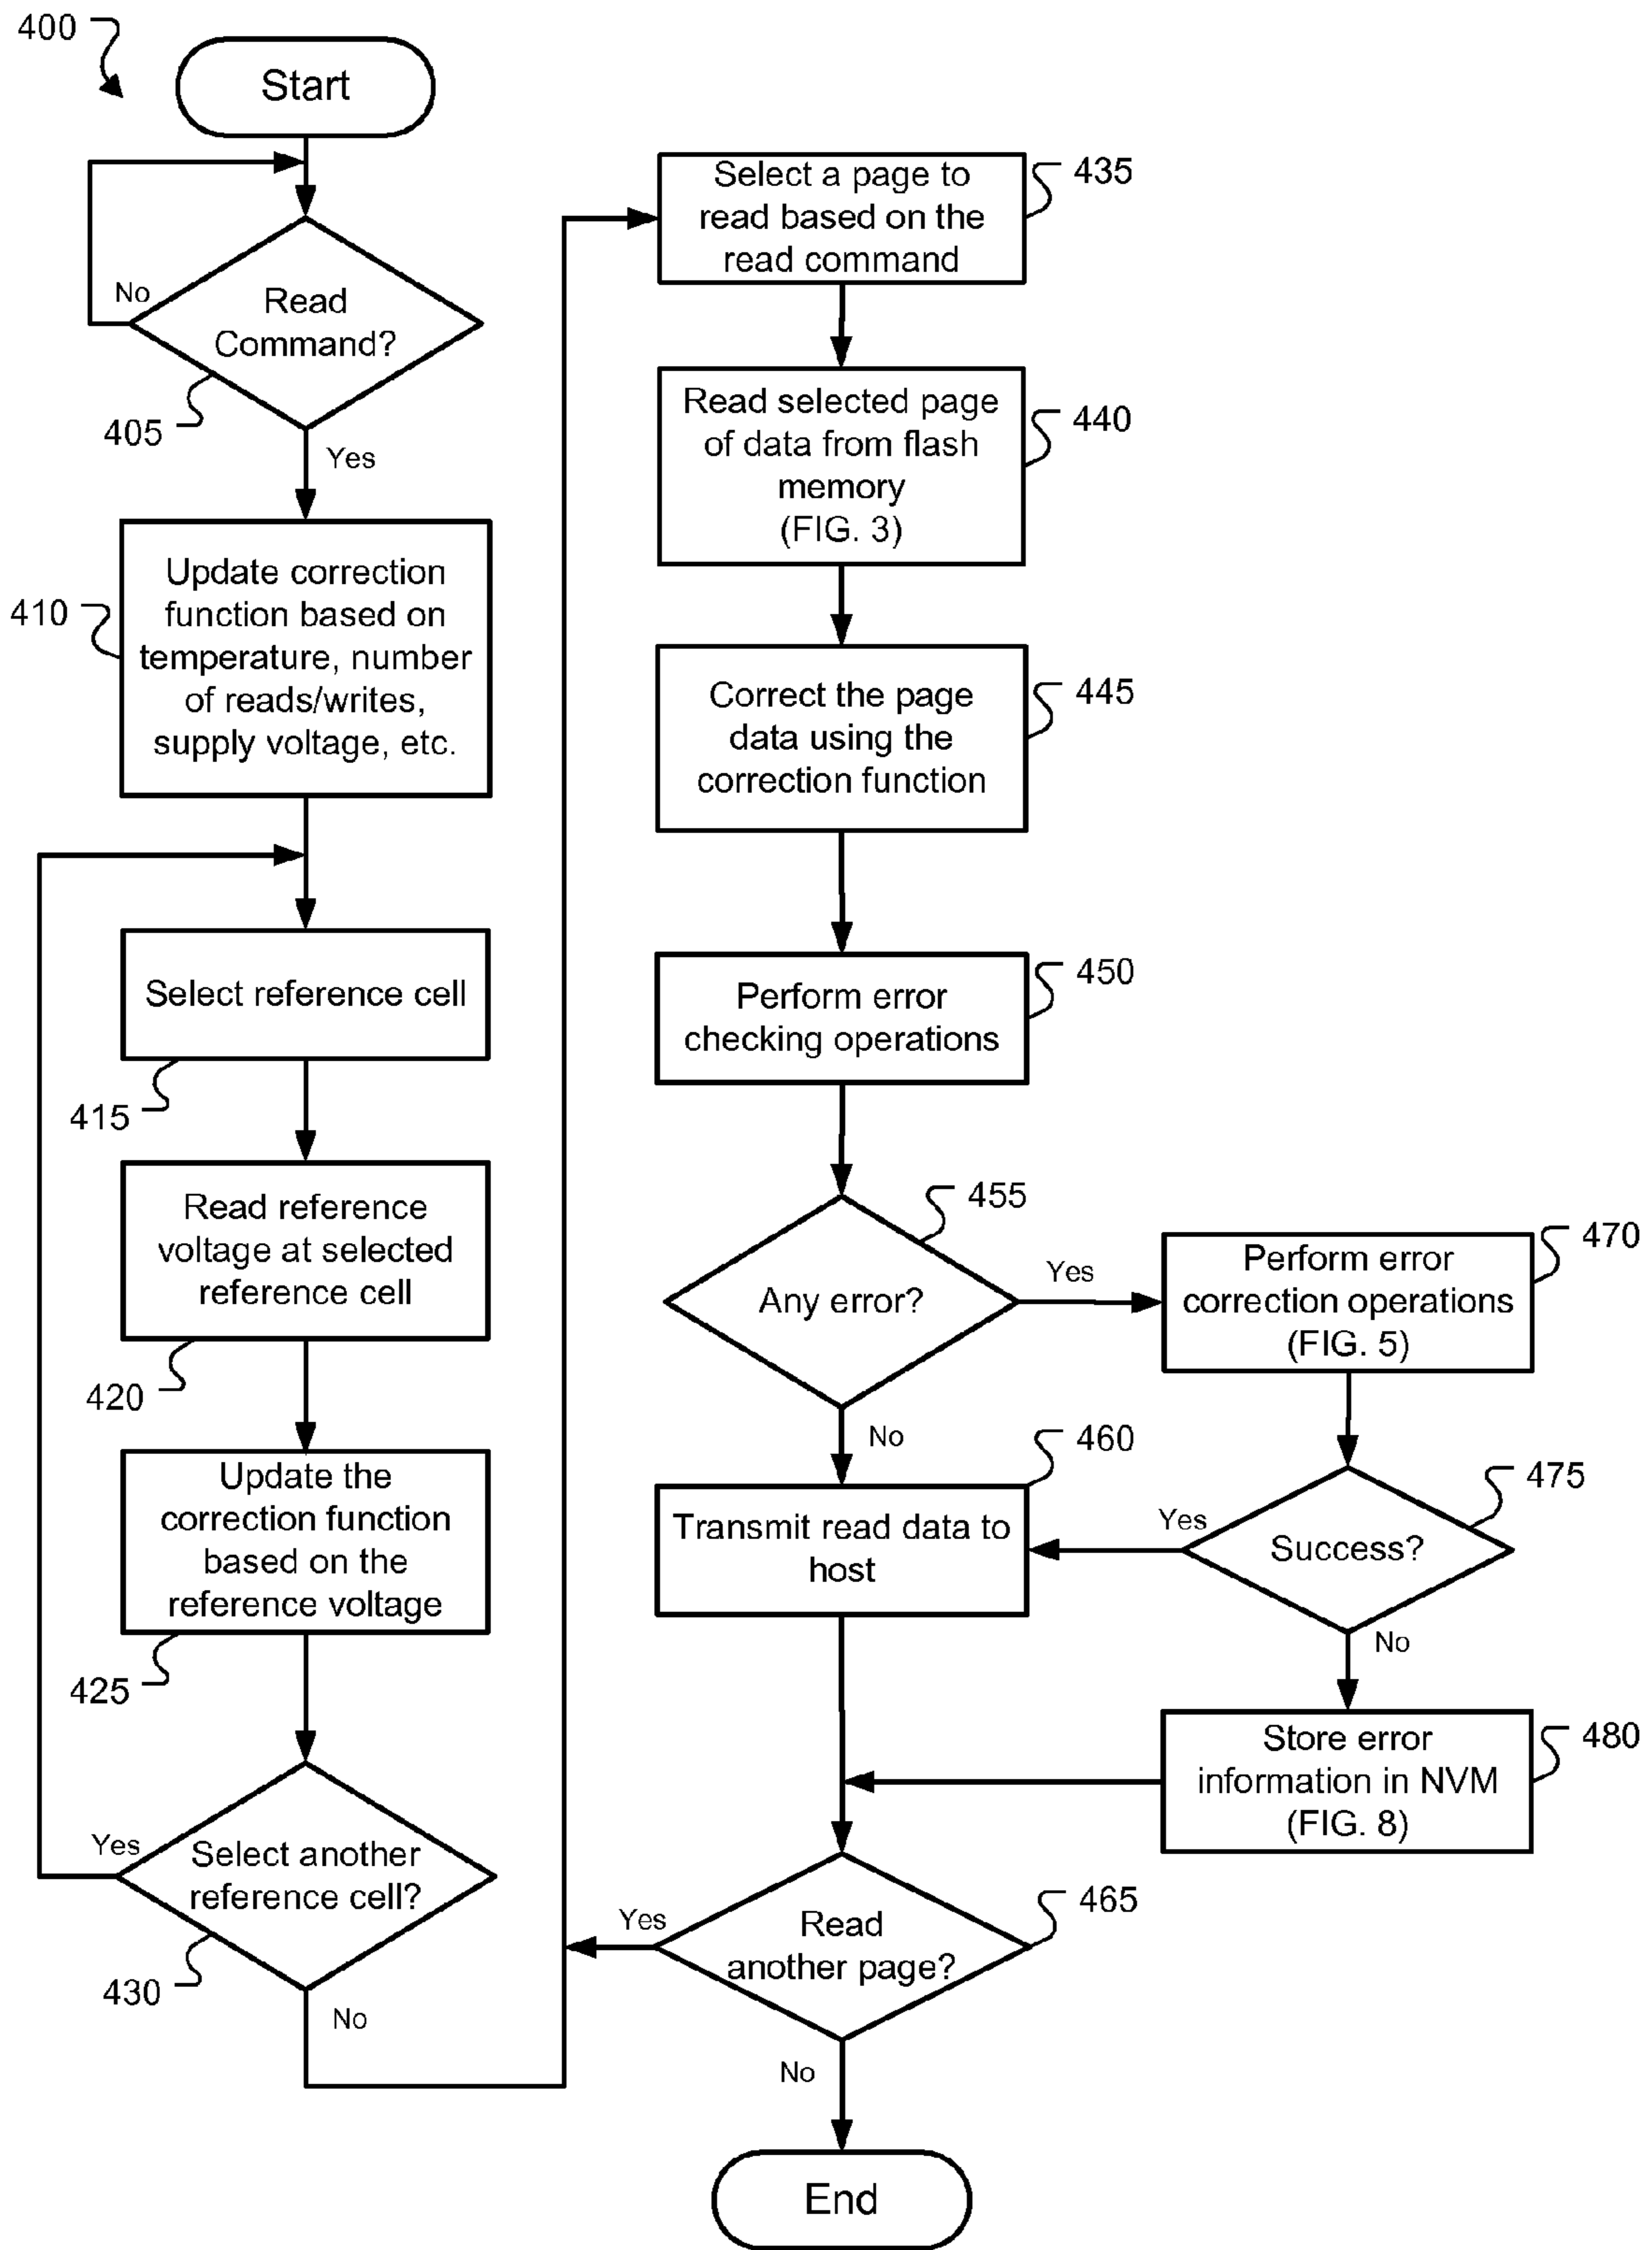 400
Start
No
Read
Command?
405
Yes
410
Update correction
function based on
temperature, number
of reads/writes,
supply voltage, etc.
Select reference cell
415
Read reference
voltage at selected
reference cell
420
Update the
correction function
based on the
reference voltage
425
Yes
Select another
reference cell?
430
No
Select a page to
read based on the
read command
435
Read selected page
of data from flash
memory
(FIG. 3)
440
Correct the page
data using the
correction function
445
Perform error
checking operations
450
455
Any error?
Yes
No
Perform error
correction operations
(FIG. 5)
470
460
Transmit read data to
host
475
Yes
Success?
No
Store error
information in NVM
(FIG. 8)
480
Yes
Read
another page?
465
No
End